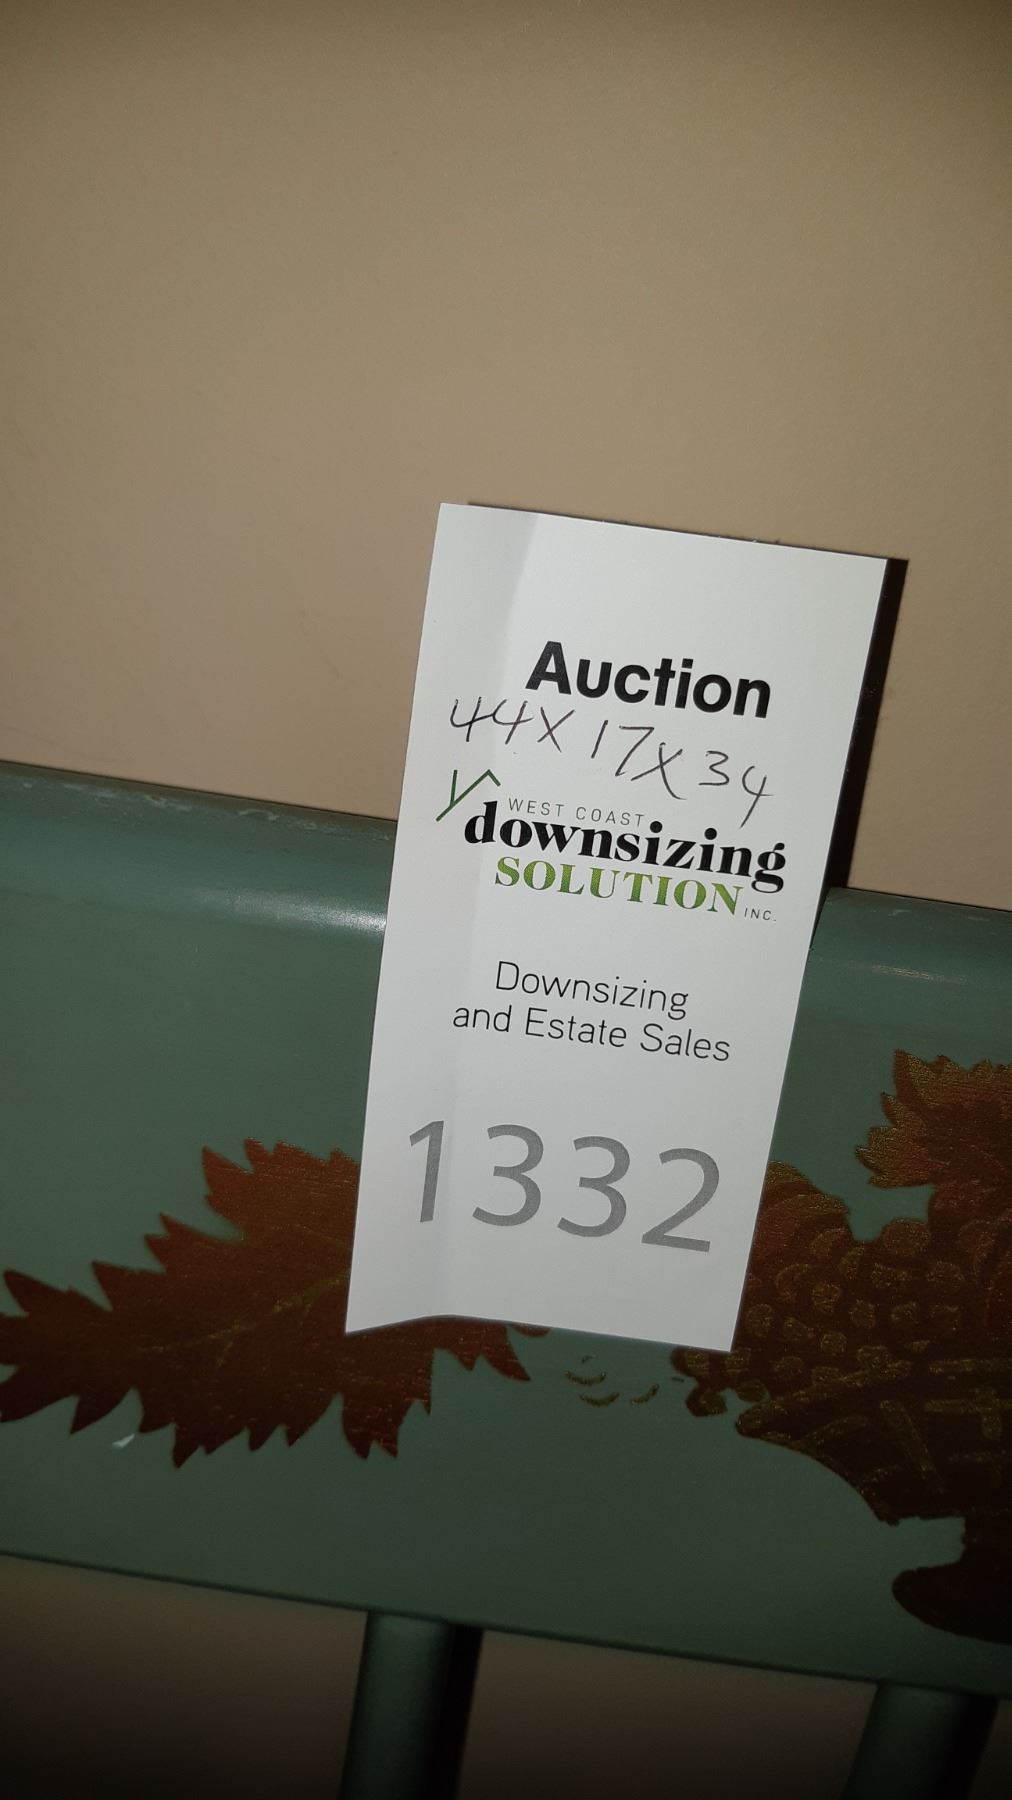 Auction
44X17X34
WEST COAST
downsizing
SOLUTION INC.
Downsizing
and Estate Sales
1332